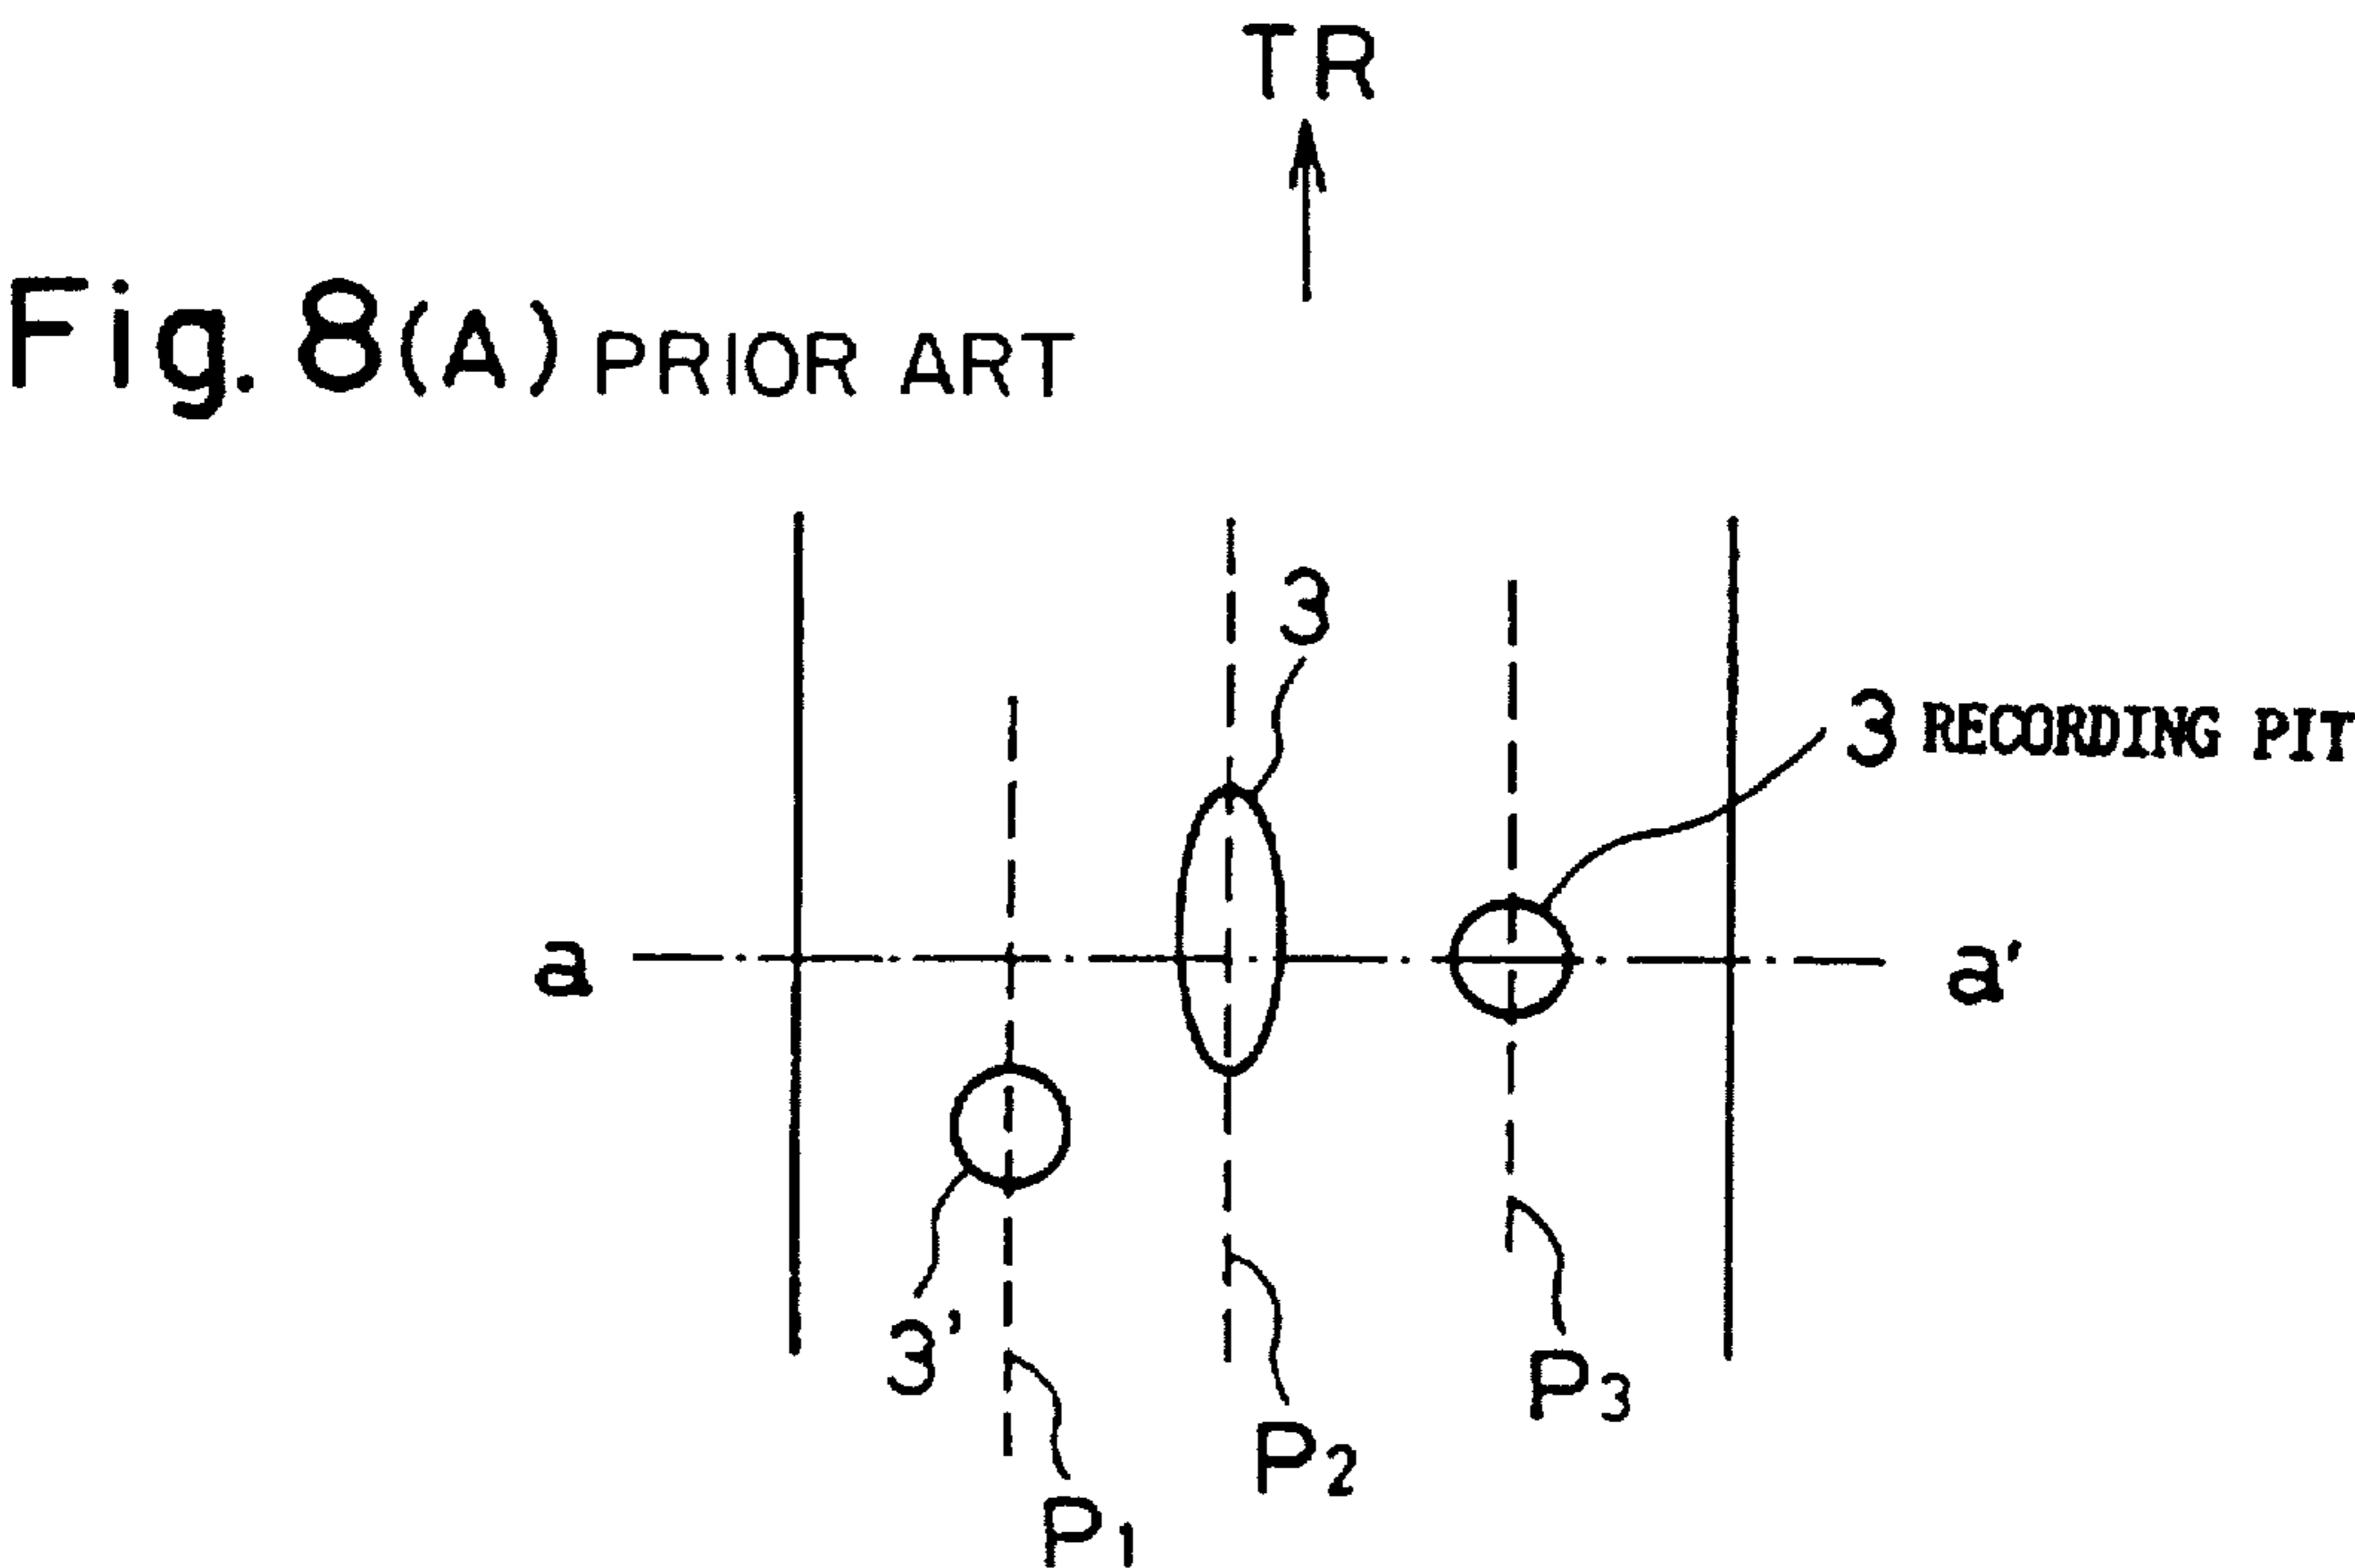 TR
Fig. 8(A) PRIOR ART
3
3 RECORDING PIT
a
a'
3'
P3
P2
P1